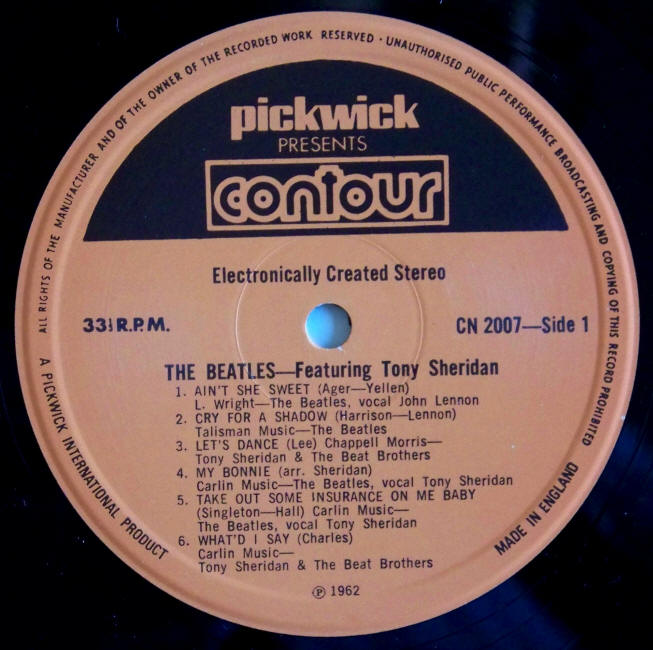 ALL RIGHTS OF THE MANUFACTURER AND OF THE OWNER OF THE RECORDED WORK RESERVED · UNAUTHORISED PUBLIC PERFORMANCE BROADCASTING AND COPYING OF THIS RECORD PROHIBITED
pickwick
PRESENTS
contour
Electronically Created Stereo
33⅓ R.P.M.
CN 2007—Side 1
THE BEATLES—Featuring Tony Sheridan
1. AIN'T SHE SWEET (Ager—Yellen)
L. Wright—The Beatles, vocal John Lennon
2. CRY FOR A SHADOW (Harrison—Lennon)
Talisman Music—The Beatles
3. LET'S DANCE (Lee) Chappell Morris—
Tony Sheridan & The Beat Brothers
4. MY BONNIE (arr. Sheridan)
Carlin Music—The Beatles, vocal Tony Sheridan
5. TAKE OUT SOME INSURANCE ON ME BABY
(Singleton—Hall) Carlin Music—
The Beatles, vocal Tony Sheridan
6. WHAT'D I SAY (Charles)
Carlin Music—
Tony Sheridan & The Beat Brothers
℗ 1962
A PICKWICK INTERNATIONAL PRODUCT
MADE IN ENGLAND